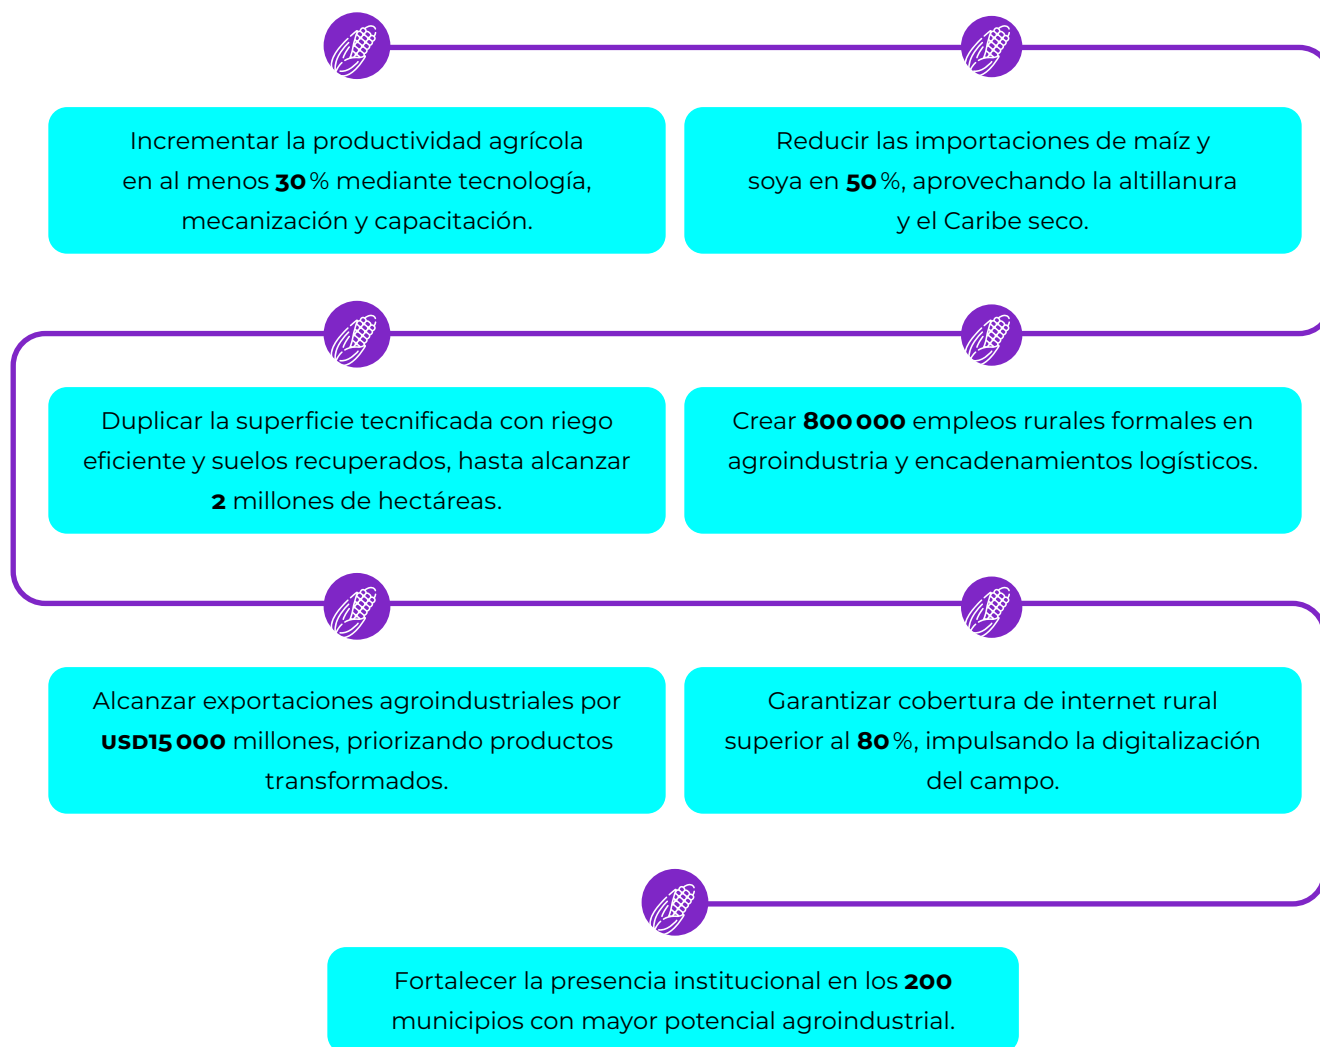 Incrementar la productividad agrícola
en al menos 30 % mediante tecnología,
mecanización y capacitación.
Reducir las importaciones de maíz y
soya en 50 %, aprovechando la altillanura
y el Caribe seco.
Duplicar la superficie tecnificada con riego
eficiente y suelos recuperados, hasta alcanzar
2 millones de hectáreas.
Crear 800 000 empleos rurales formales en
agroindustria y encadenamientos logísticos.
Alcanzar exportaciones agroindustriales por
USD15 000 millones, priorizando productos
transformados.
Garantizar cobertura de internet rural
superior al 80 %, impulsando la digitalización
del campo.
Fortalecer la presencia institucional en los 200
municipios con mayor potencial agroindustrial.